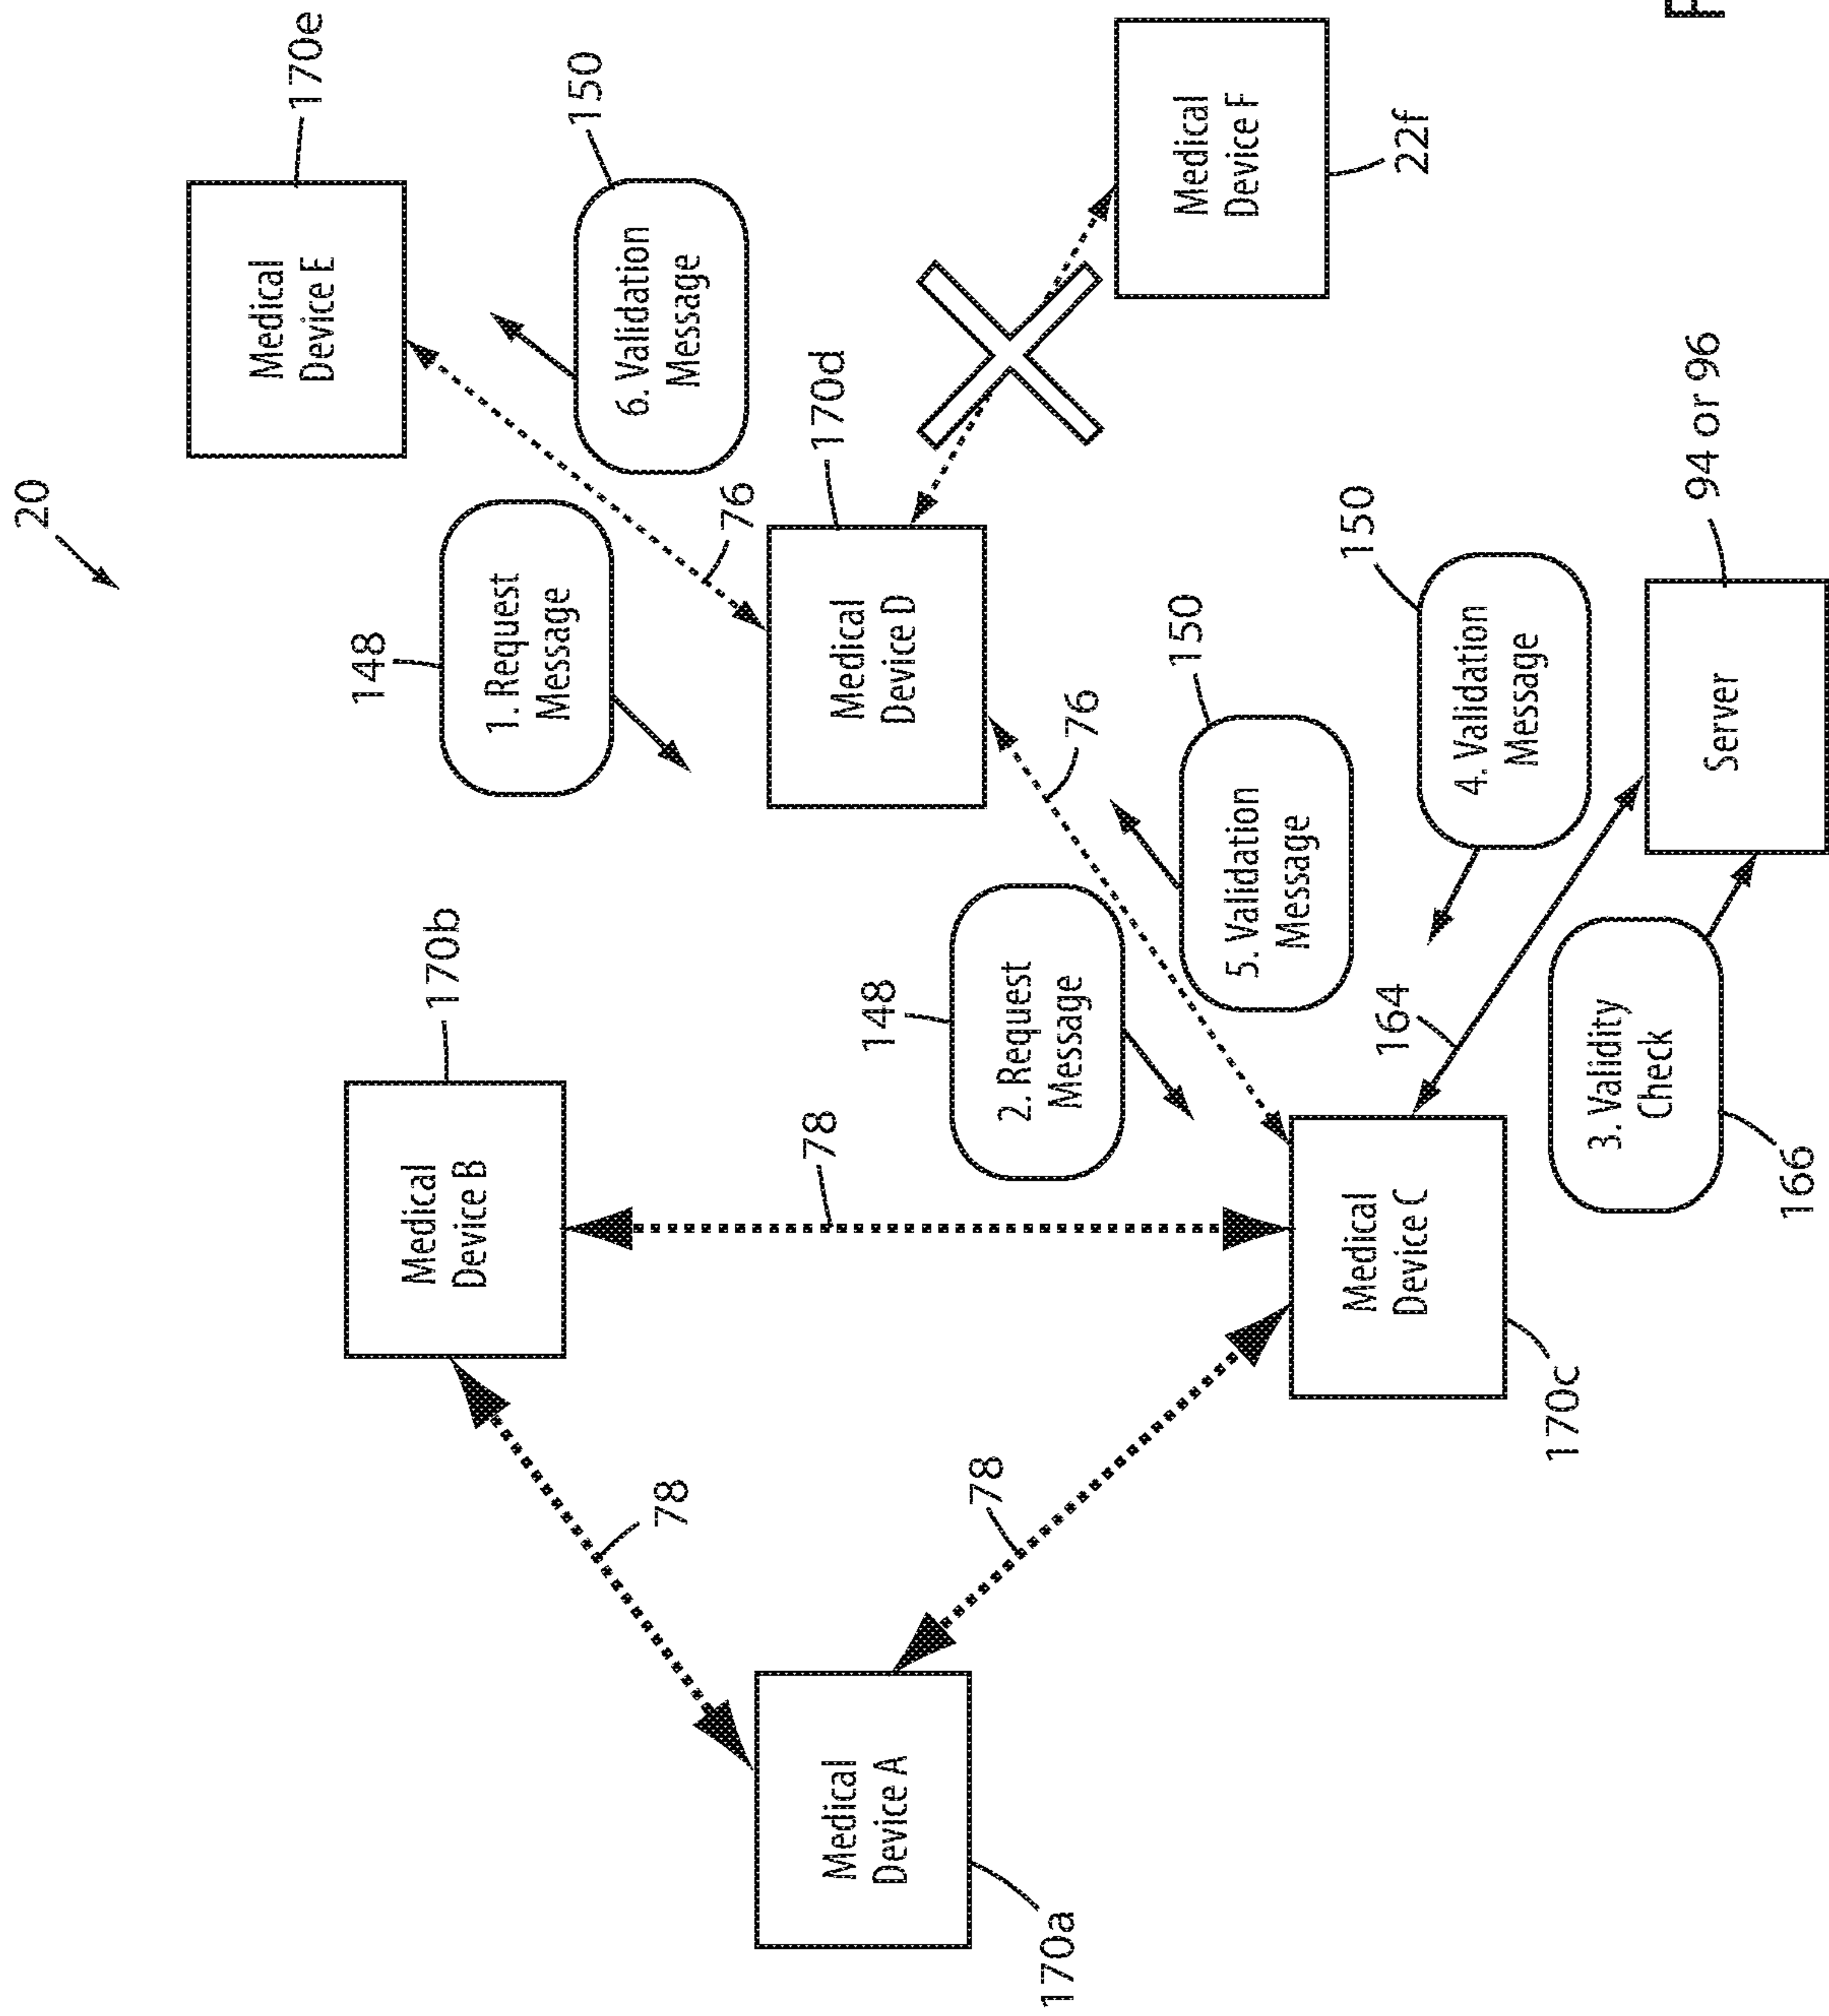 20
170e
Medical
Device E
148
170b
Medical
Device B
1. Request
Message
150
6. Validation
Message
78
76
78
170d
Medical
Device A
Medical
Device D
148
78
2. Request
Message
170a
76
150
Medical
Device F
5. Validation
Message
150
Medical
Device C
164
22f
4. Validation
Message
170c
3. Validity
Check
94 or 96
Server
166